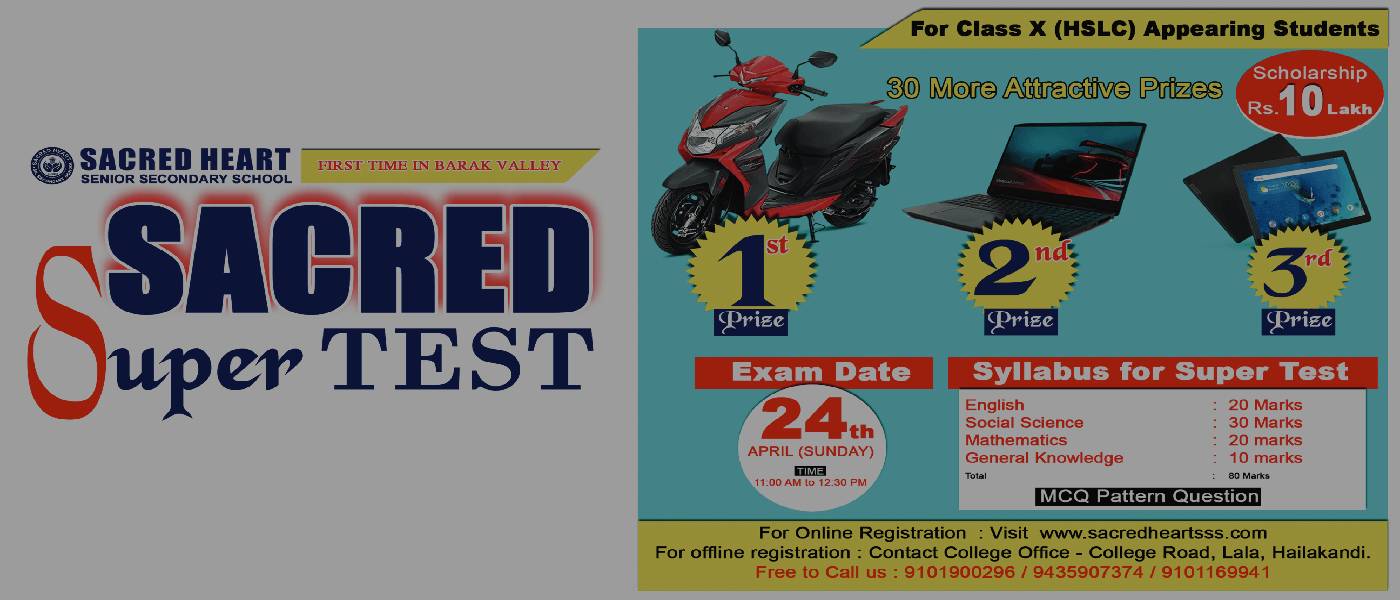 SACRED HEART
SENIOR SECONDARY SCHOOL
FIRST TIME IN BARAK VALLEY
SACRED
Super TEST
For Class X (HSLC) Appearing Students
30 More Attractive Prizes
Scholarship
Rs.10 Lakh
1st
Prize
2nd
Prize
3rd
Prize
Exam Date
24th
APRIL (SUNDAY)
TIME
11:00 AM to 12.30 PM
Syllabus for Super Test
English : 20 Marks
Social Science : 30 Marks
Mathematics : 20 marks
General Knowledge : 10 marks
Total : 80 Marks
MCQ Pattern Question
For Online Registration : Visit www.sacredheartsss.com
For offline registration : Contact College Office - College Road, Lala, Hailakandi.
Free to Call us : 9101900296 / 9435907374 / 9101169941